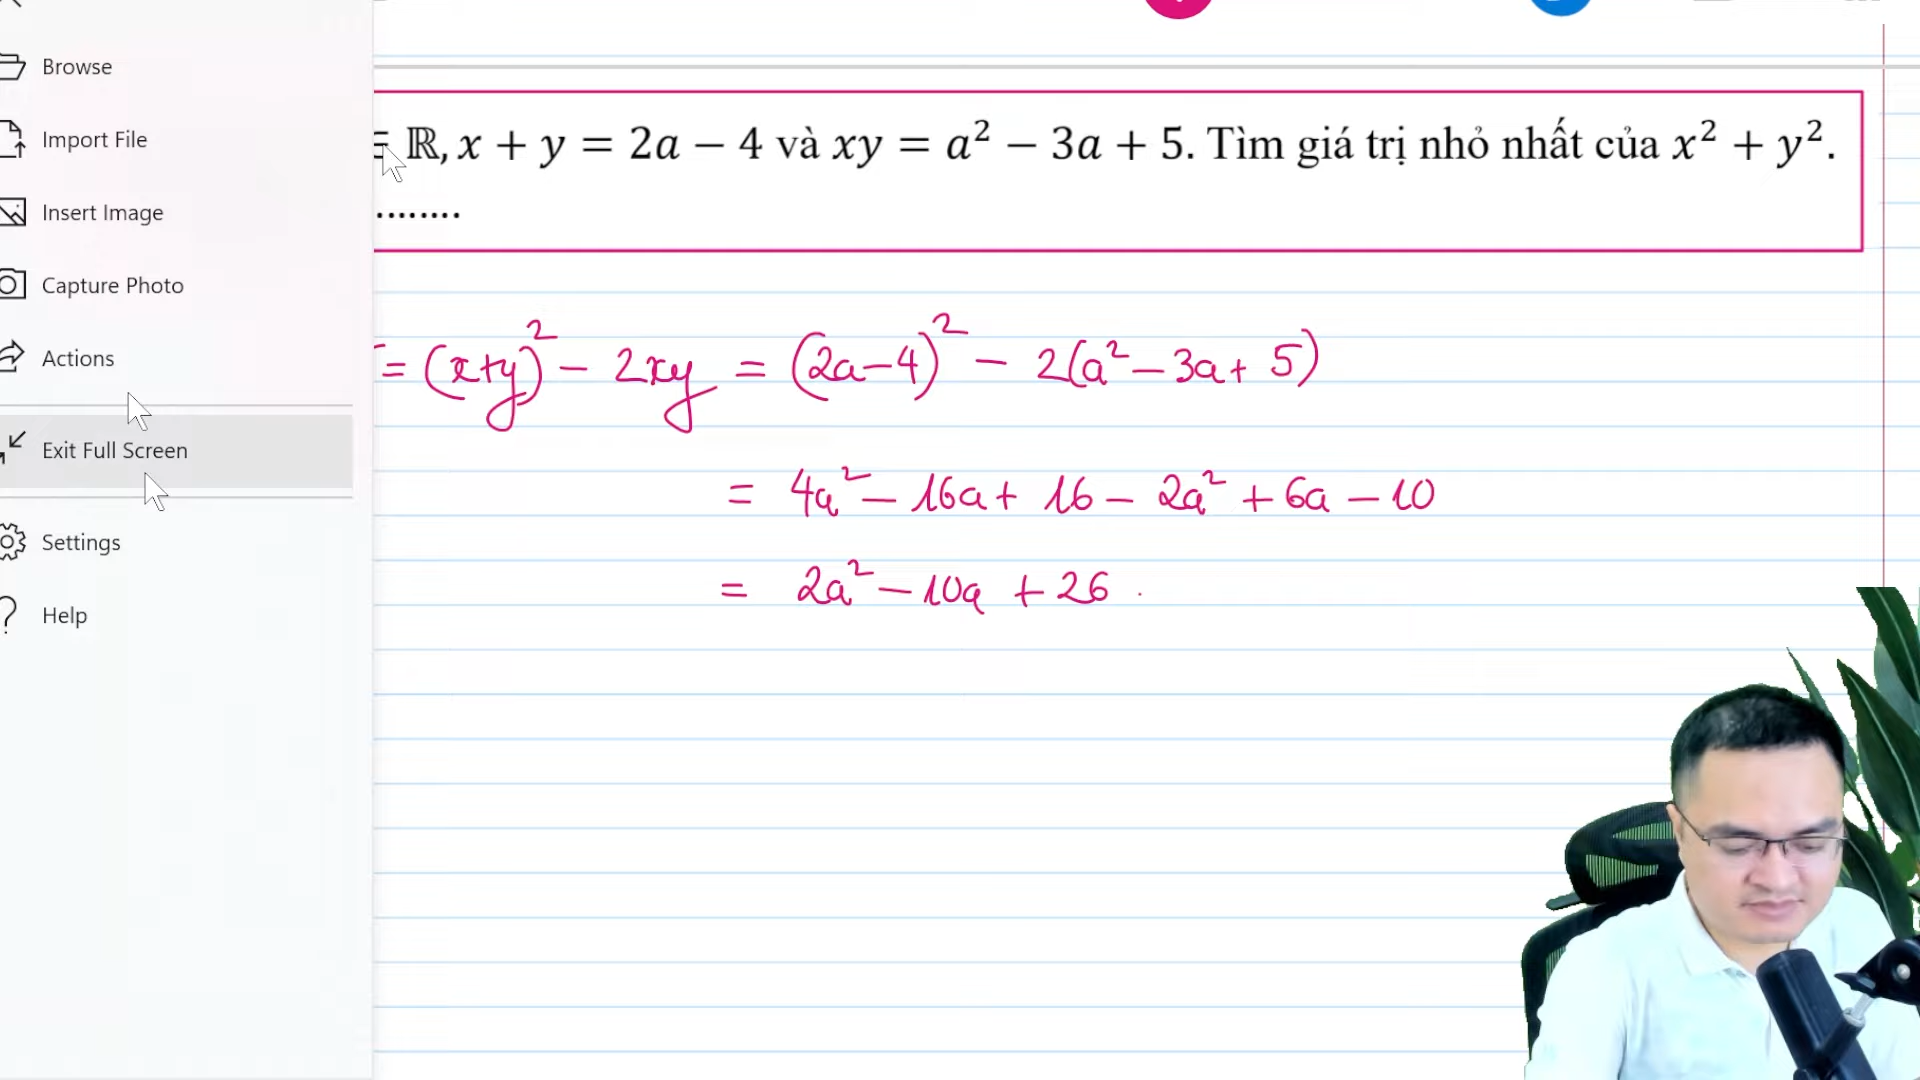 Browse
Import File
Insert Image
Capture Photo
Actions
Exit Full Screen
Settings
Help
∈ ℝ, x + y = 2a − 4 và xy = a² − 3a + 5. Tìm giá trị nhỏ nhất của x² + y².
........
= (x+y)² − 2xy = (2a−4)² − 2(a² − 3a + 5)
= 4a² − 16a + 16 − 2a² + 6a − 10
= 2a² − 10a + 26 .